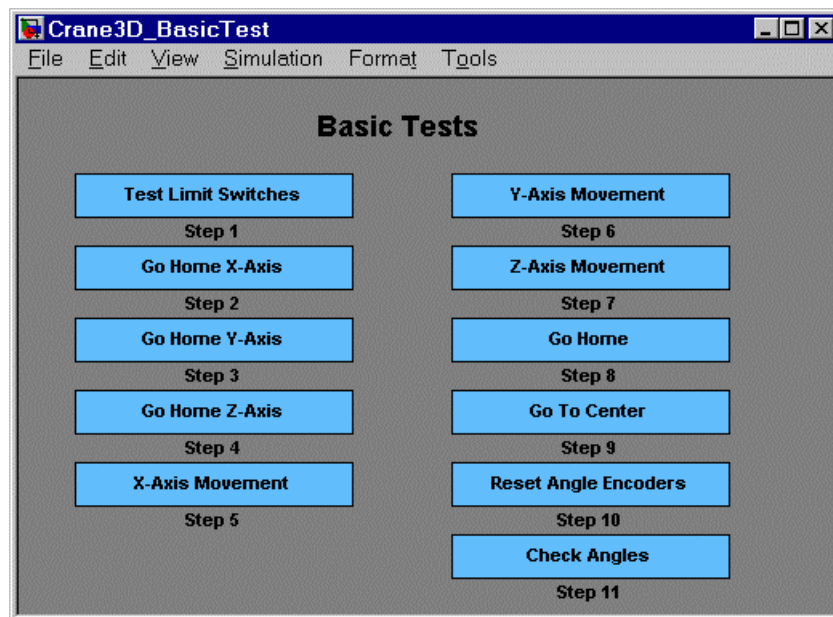 Crane3D_BasicTest
File Edit View Simulation Format Tools
Basic Tests
Test Limit Switches
Step 1
Go Home X-Axis
Step 2
Go Home Y-Axis
Step 3
Go Home Z-Axis
Step 4
X-Axis Movement
Step 5
Y-Axis Movement
Step 6
Z-Axis Movement
Step 7
Go Home
Step 8
Go To Center
Step 9
Reset Angle Encoders
Step 10
Check Angles
Step 11